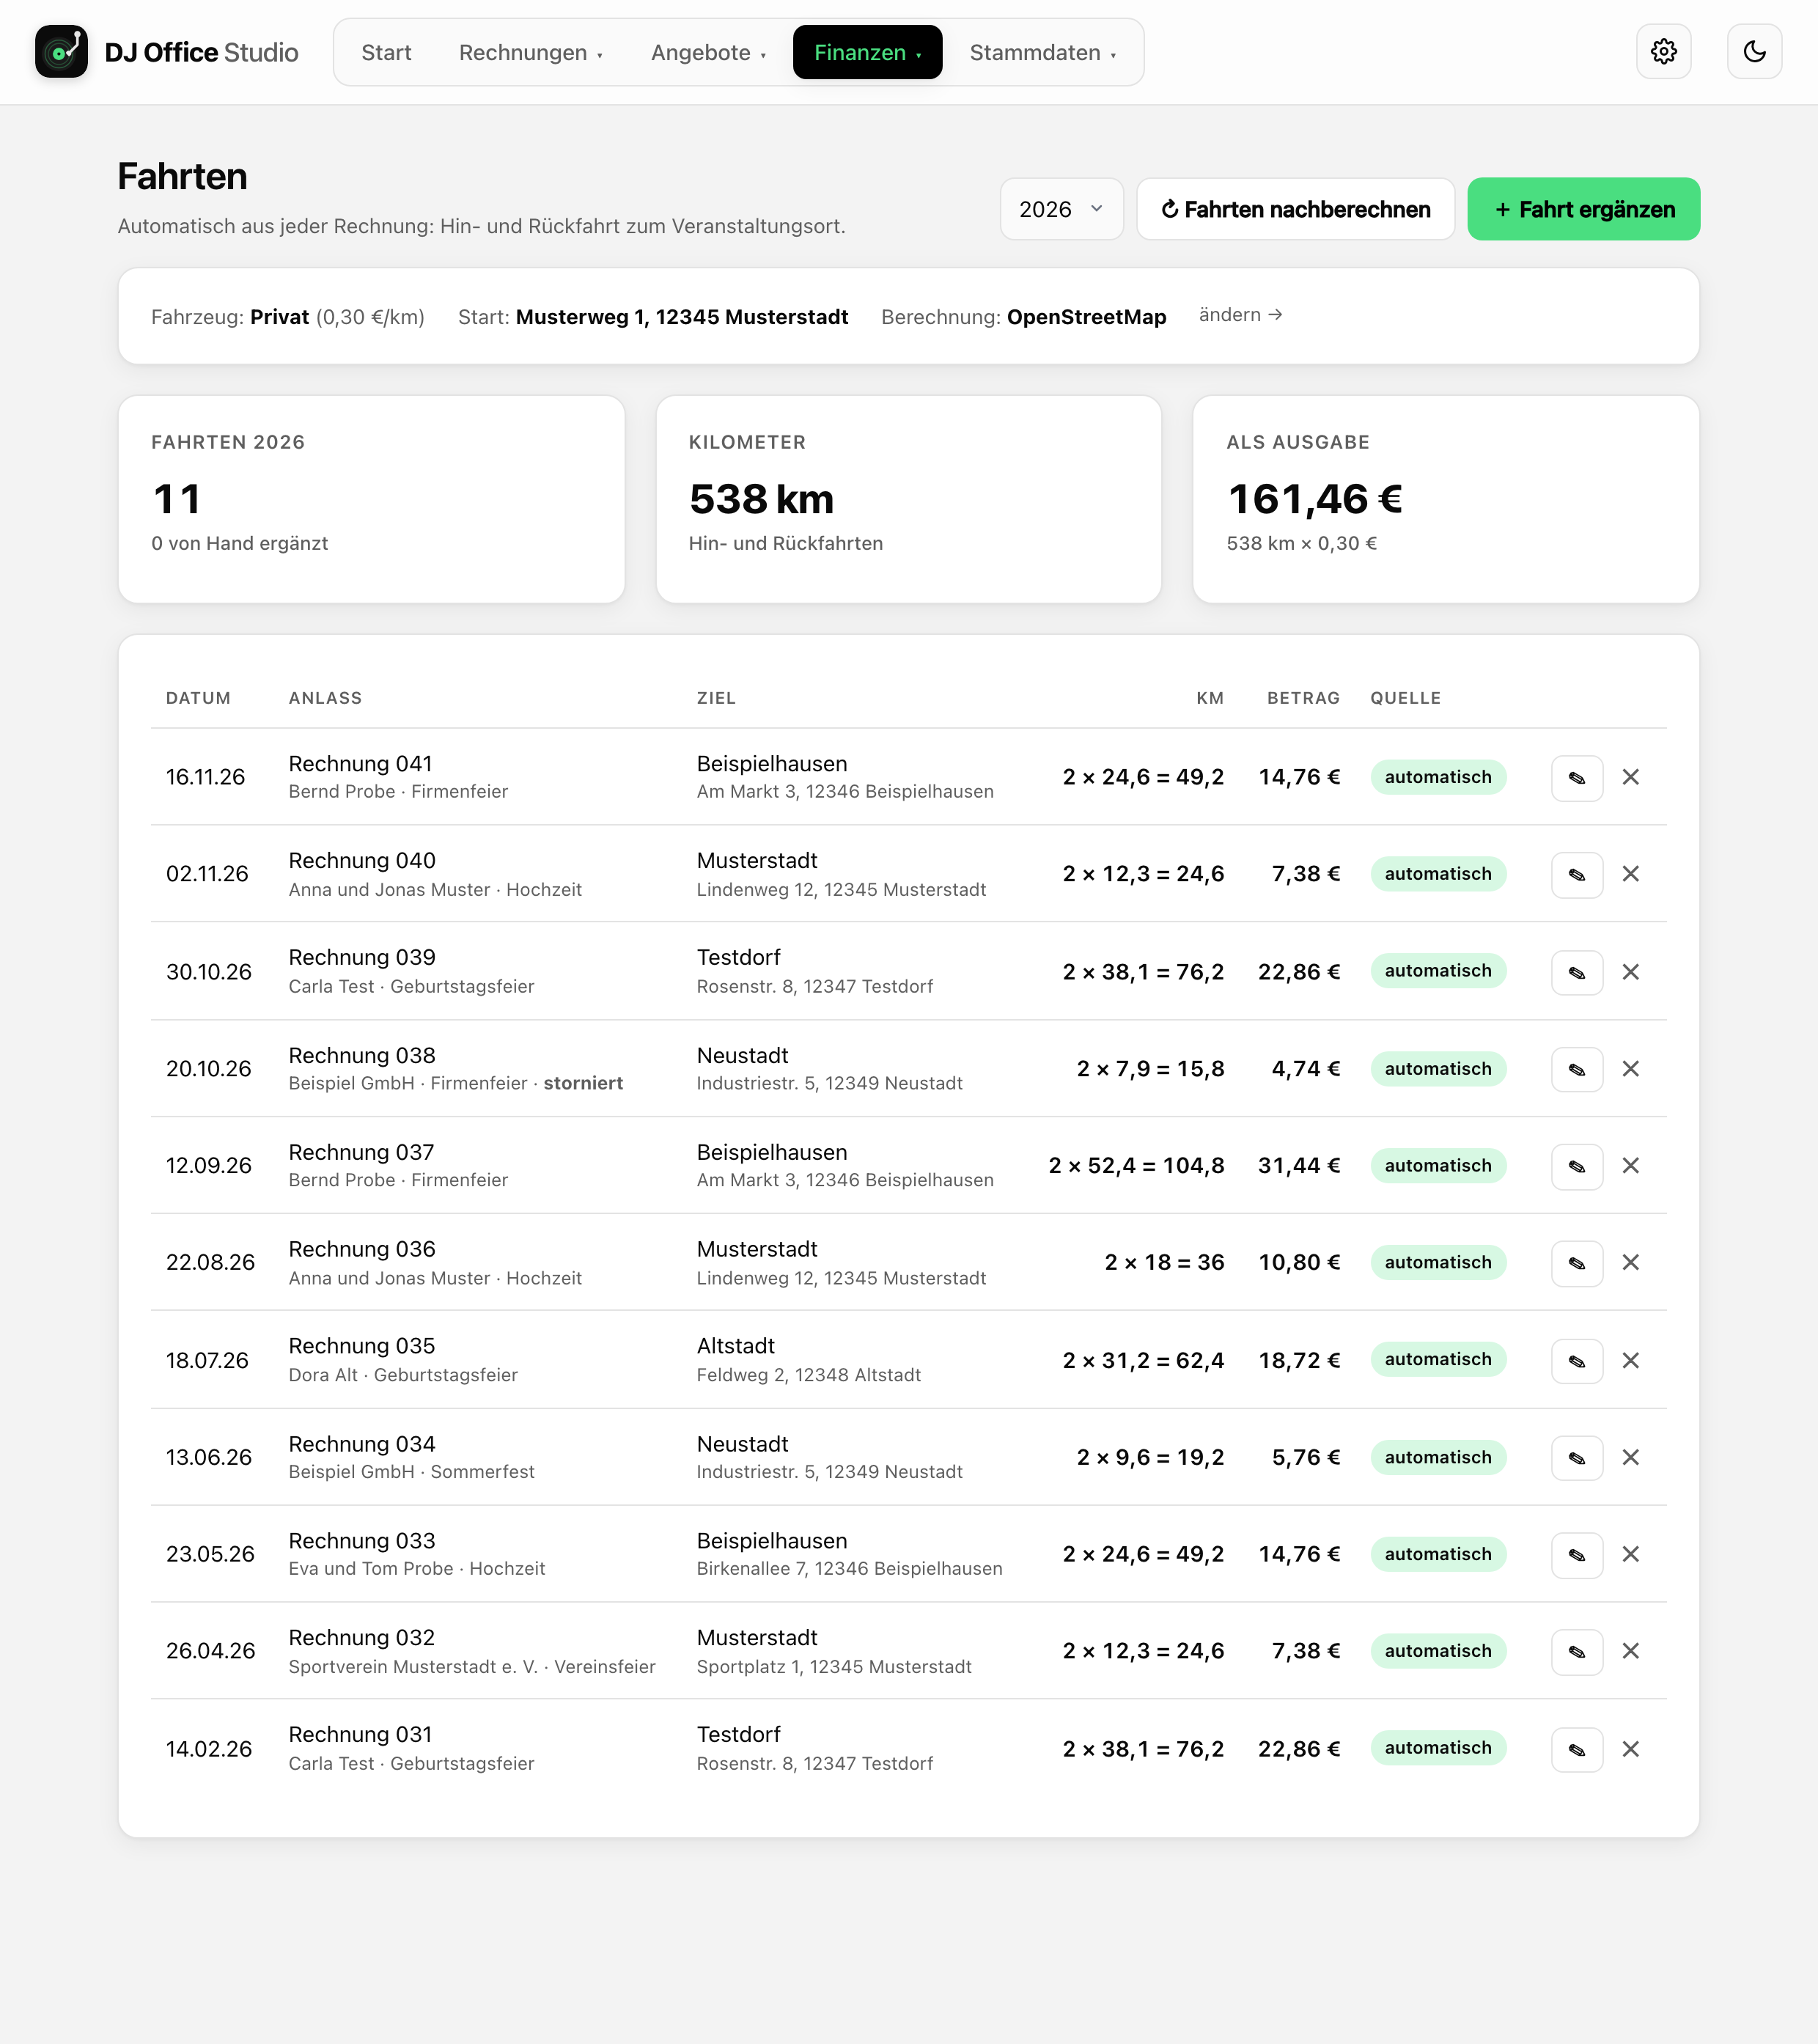 DJ Office Studio
Start
Rechnungen
Angebote
Finanzen
Stammdaten
Fahrten
Automatisch aus jeder Rechnung: Hin- und Rückfahrt zum Veranstaltungsort.
2026
↻ Fahrten nachberechnen
+ Fahrt ergänzen
Fahrzeug: Privat (0,30 €/km) Start: Musterweg 1, 12345 Musterstadt Berechnung: OpenStreetMap ändern →
FAHRTEN 2026
11
0 von Hand ergänzt
KILOMETER
538 km
Hin- und Rückfahrten
ALS AUSGABE
161,46 €
538 km × 0,30 €
DATUM ANLASS ZIEL KM BETRAG QUELLE
16.11.26 Rechnung 041 Beispielhausen 2 × 24,6 = 49,2 14,76 € automatisch
Bernd Probe · Firmenfeier Am Markt 3, 12346 Beispielhausen
02.11.26 Rechnung 040 Musterstadt 2 × 12,3 = 24,6 7,38 € automatisch
Anna und Jonas Muster · Hochzeit Lindenweg 12, 12345 Musterstadt
30.10.26 Rechnung 039 Testdorf 2 × 38,1 = 76,2 22,86 € automatisch
Carla Test · Geburtstagsfeier Rosenstr. 8, 12347 Testdorf
20.10.26 Rechnung 038 Neustadt 2 × 7,9 = 15,8 4,74 € automatisch
Beispiel GmbH · Firmenfeier · storniert Industriestr. 5, 12349 Neustadt
12.09.26 Rechnung 037 Beispielhausen 2 × 52,4 = 104,8 31,44 € automatisch
Bernd Probe · Firmenfeier Am Markt 3, 12346 Beispielhausen
22.08.26 Rechnung 036 Musterstadt 2 × 18 = 36 10,80 € automatisch
Anna und Jonas Muster · Hochzeit Lindenweg 12, 12345 Musterstadt
18.07.26 Rechnung 035 Altstadt 2 × 31,2 = 62,4 18,72 € automatisch
Dora Alt · Geburtstagsfeier Feldweg 2, 12348 Altstadt
13.06.26 Rechnung 034 Neustadt 2 × 9,6 = 19,2 5,76 € automatisch
Beispiel GmbH · Sommerfest Industriestr. 5, 12349 Neustadt
23.05.26 Rechnung 033 Beispielhausen 2 × 24,6 = 49,2 14,76 € automatisch
Eva und Tom Probe · Hochzeit Birkenallee 7, 12346 Beispielhausen
26.04.26 Rechnung 032 Musterstadt 2 × 12,3 = 24,6 7,38 € automatisch
Sportverein Musterstadt e. V. · Vereinsfeier Sportplatz 1, 12345 Musterstadt
14.02.26 Rechnung 031 Testdorf 2 × 38,1 = 76,2 22,86 € automatisch
Carla Test · Geburtstagsfeier Rosenstr. 8, 12347 Testdorf